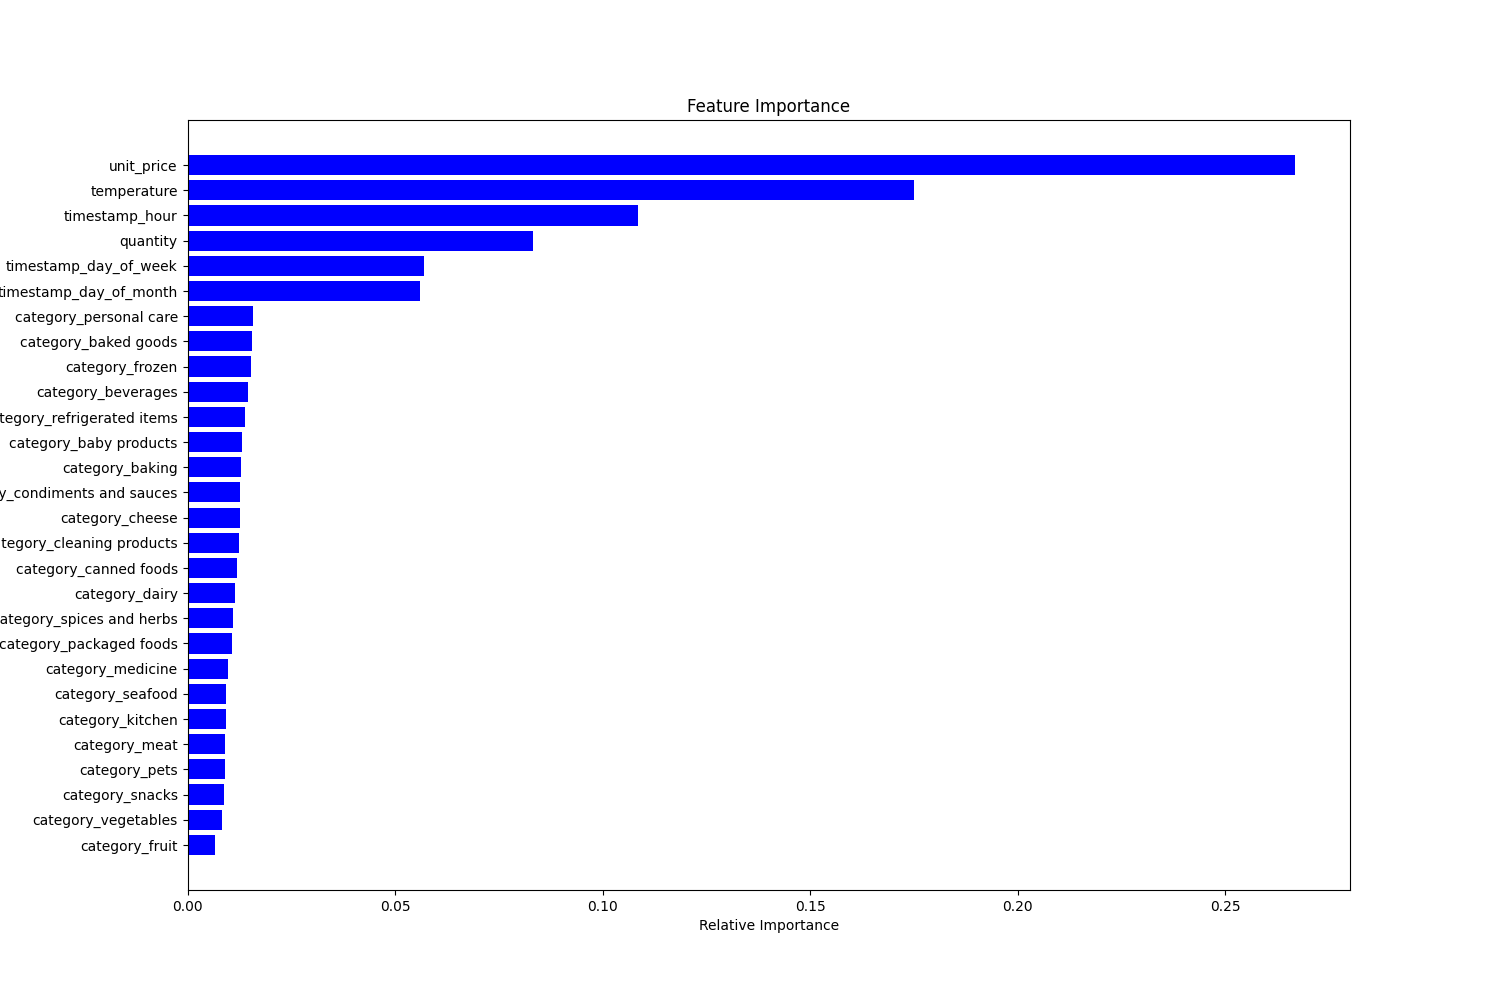 Feature Importance
unit_price
temperature
timestamp_hour
quantity
timestamp_day_of_week
timestamp_day_of_month
category_personal care
category_baked goods
category_frozen
category_beverages
tegory_refrigerated items
category_baby products
category_baking
y_condiments and sauces
category_cheese
tegory_cleaning products
category_canned foods
category_dairy
ategory_spices and herbs
category_packaged foods
category_medicine
category_seafood
category_kitchen
category_meat
category_pets
category_snacks
category_vegetables
category_fruit
0.00 0.05 0.10 0.15 0.20 0.25
Relative Importance